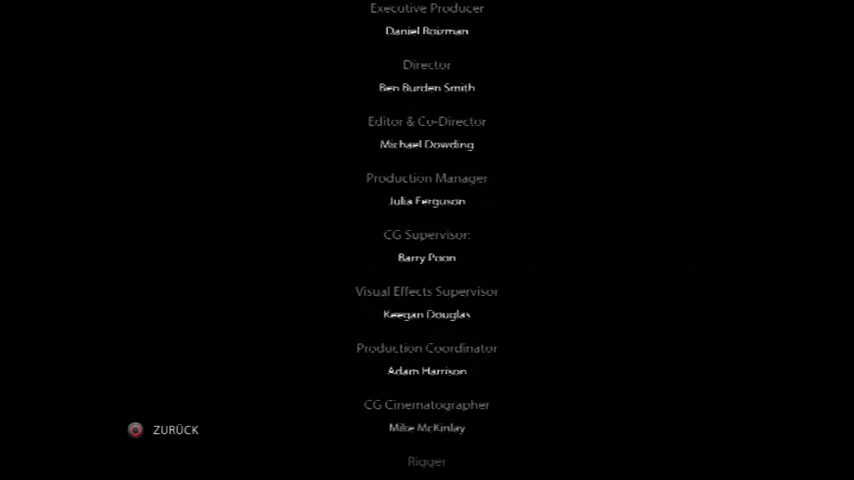 Executive Producer
Daniel Boizman
Director
Ben Burden Smith
Editor & Co-Director
Michael Dowding
Production Manager
Julia Ferguson
CG Supervisor:
Barry Poon
Visual Effects Supervisor
Keegan Douglas
Production Coordinator
Adam Harrison
CG Cinematographer
Mike McKinlay
ZURÜCK
Rigger